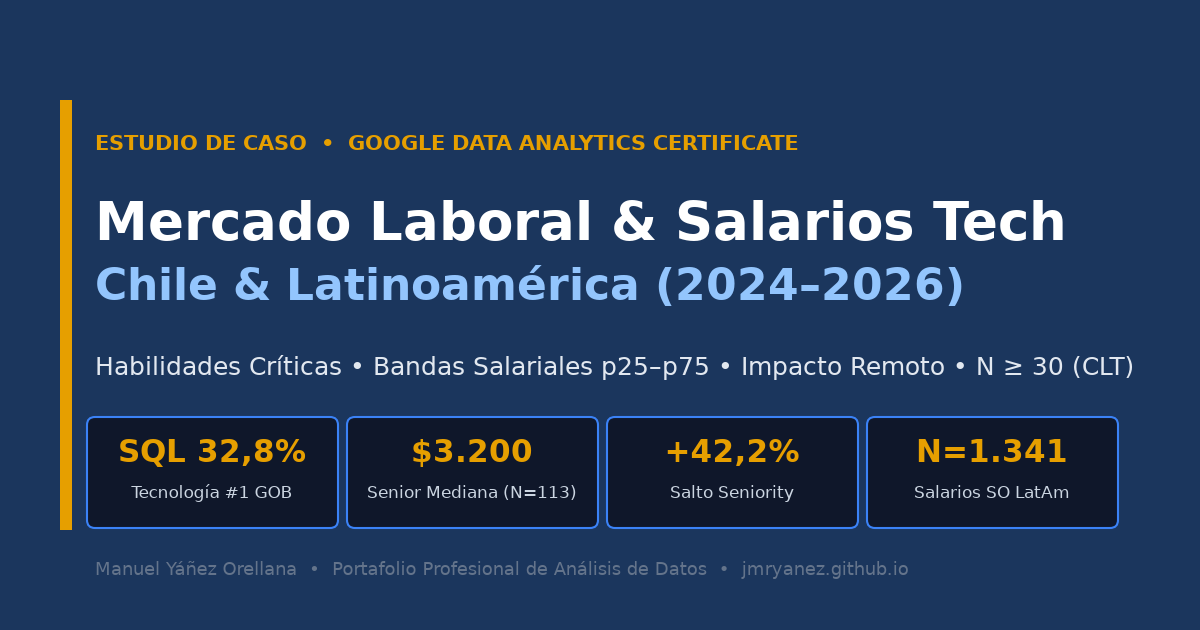 ESTUDIO DE CASO • GOOGLE DATA ANALYTICS CERTIFICATE
Mercado Laboral & Salarios Tech
Chile & Latinoamérica (2024–2026)
Habilidades Críticas • Bandas Salariales p25–p75 • Impacto Remoto • N ≥ 30 (CLT)
SQL 32,8%
Tecnología #1 GOB
$3.200
Senior Mediana (N=113)
+42,2%
Salto Seniority
N=1.341
Salarios SO LatAm
Manuel Yáñez Orellana • Portafolio Profesional de Análisis de Datos • jmryanez.github.io